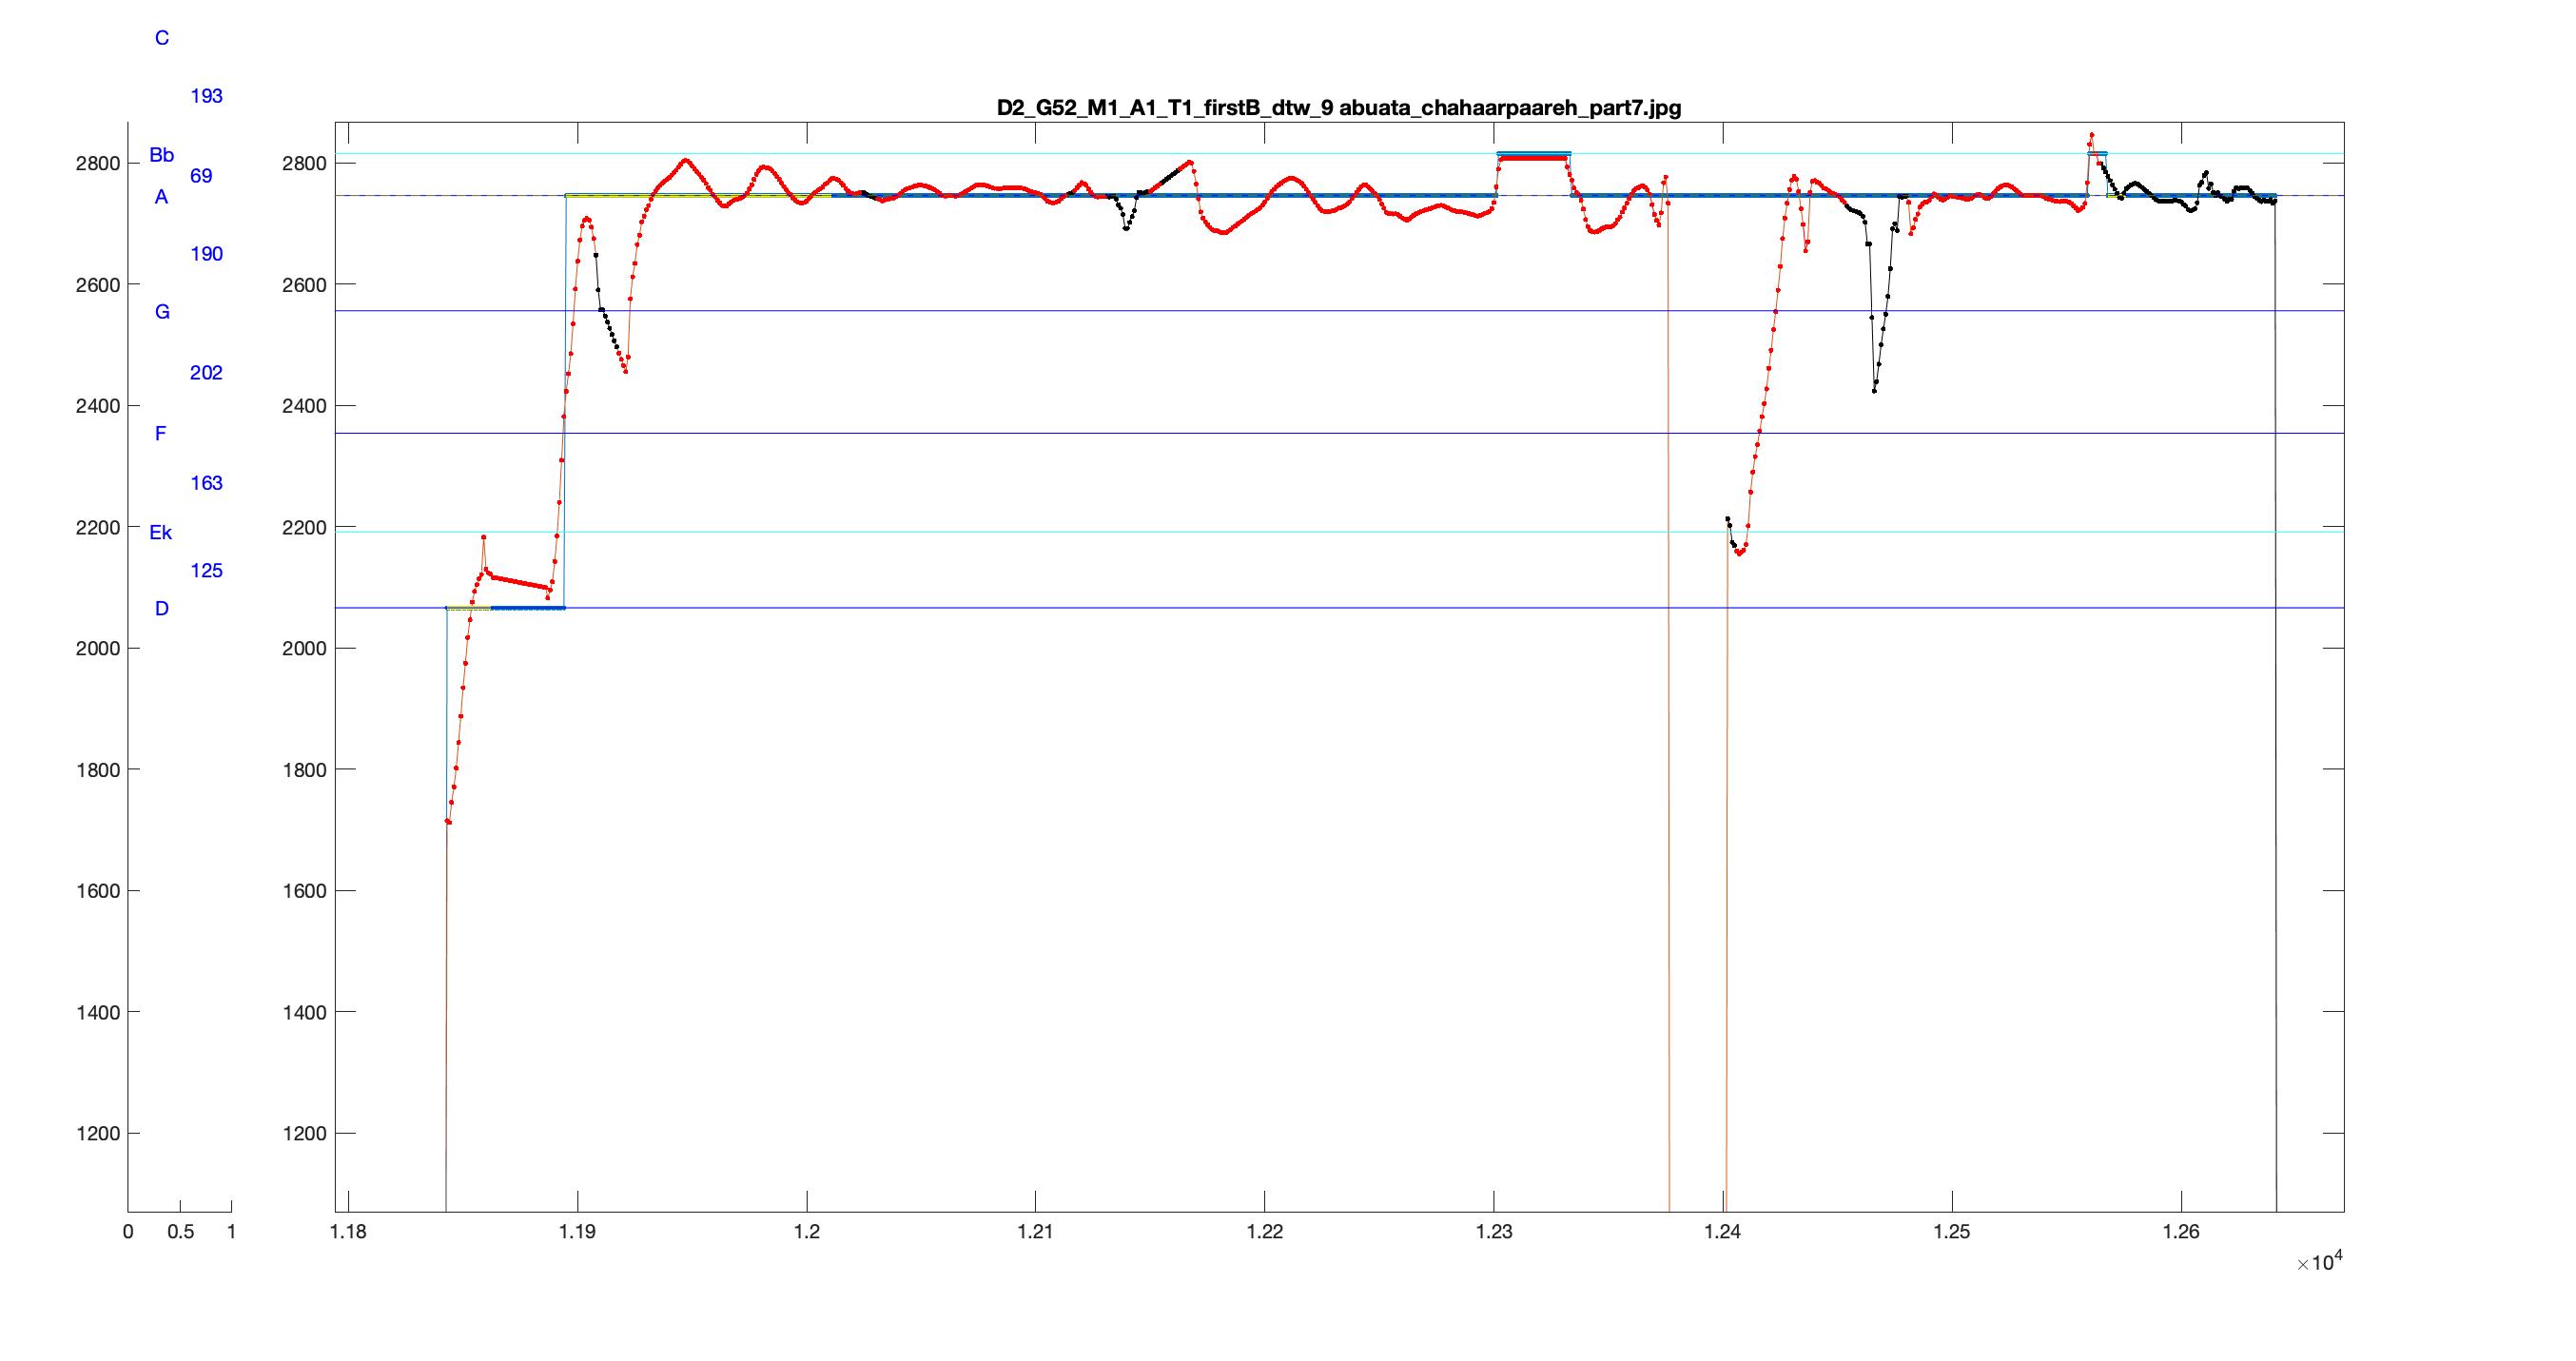 C
193
D2_G52_M1_A1_T1_firstB_dtw_9 abuata_chahaarpaareh_part7.jpg
2800 Bb 2800
69
A
190
2600 2600
G
202
2400 2400
F
163
2200 Ek 2200
125
D
2000 2000
1800 1800
1600 1600
1400 1400
1200 1200
0 0.5 1 1.18 1.19 1.2 1.21 1.22 1.23 1.24 1.25 1.26
×10⁴